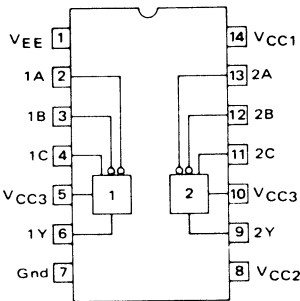 VEE 1 14 VCC1
1A 2 13 2A
1B 3 12 2B
1C 4 11 2C
VCC3 5 1 2 10 VCC3
1Y 6 9 2Y
Gnd 7 8 VCC2